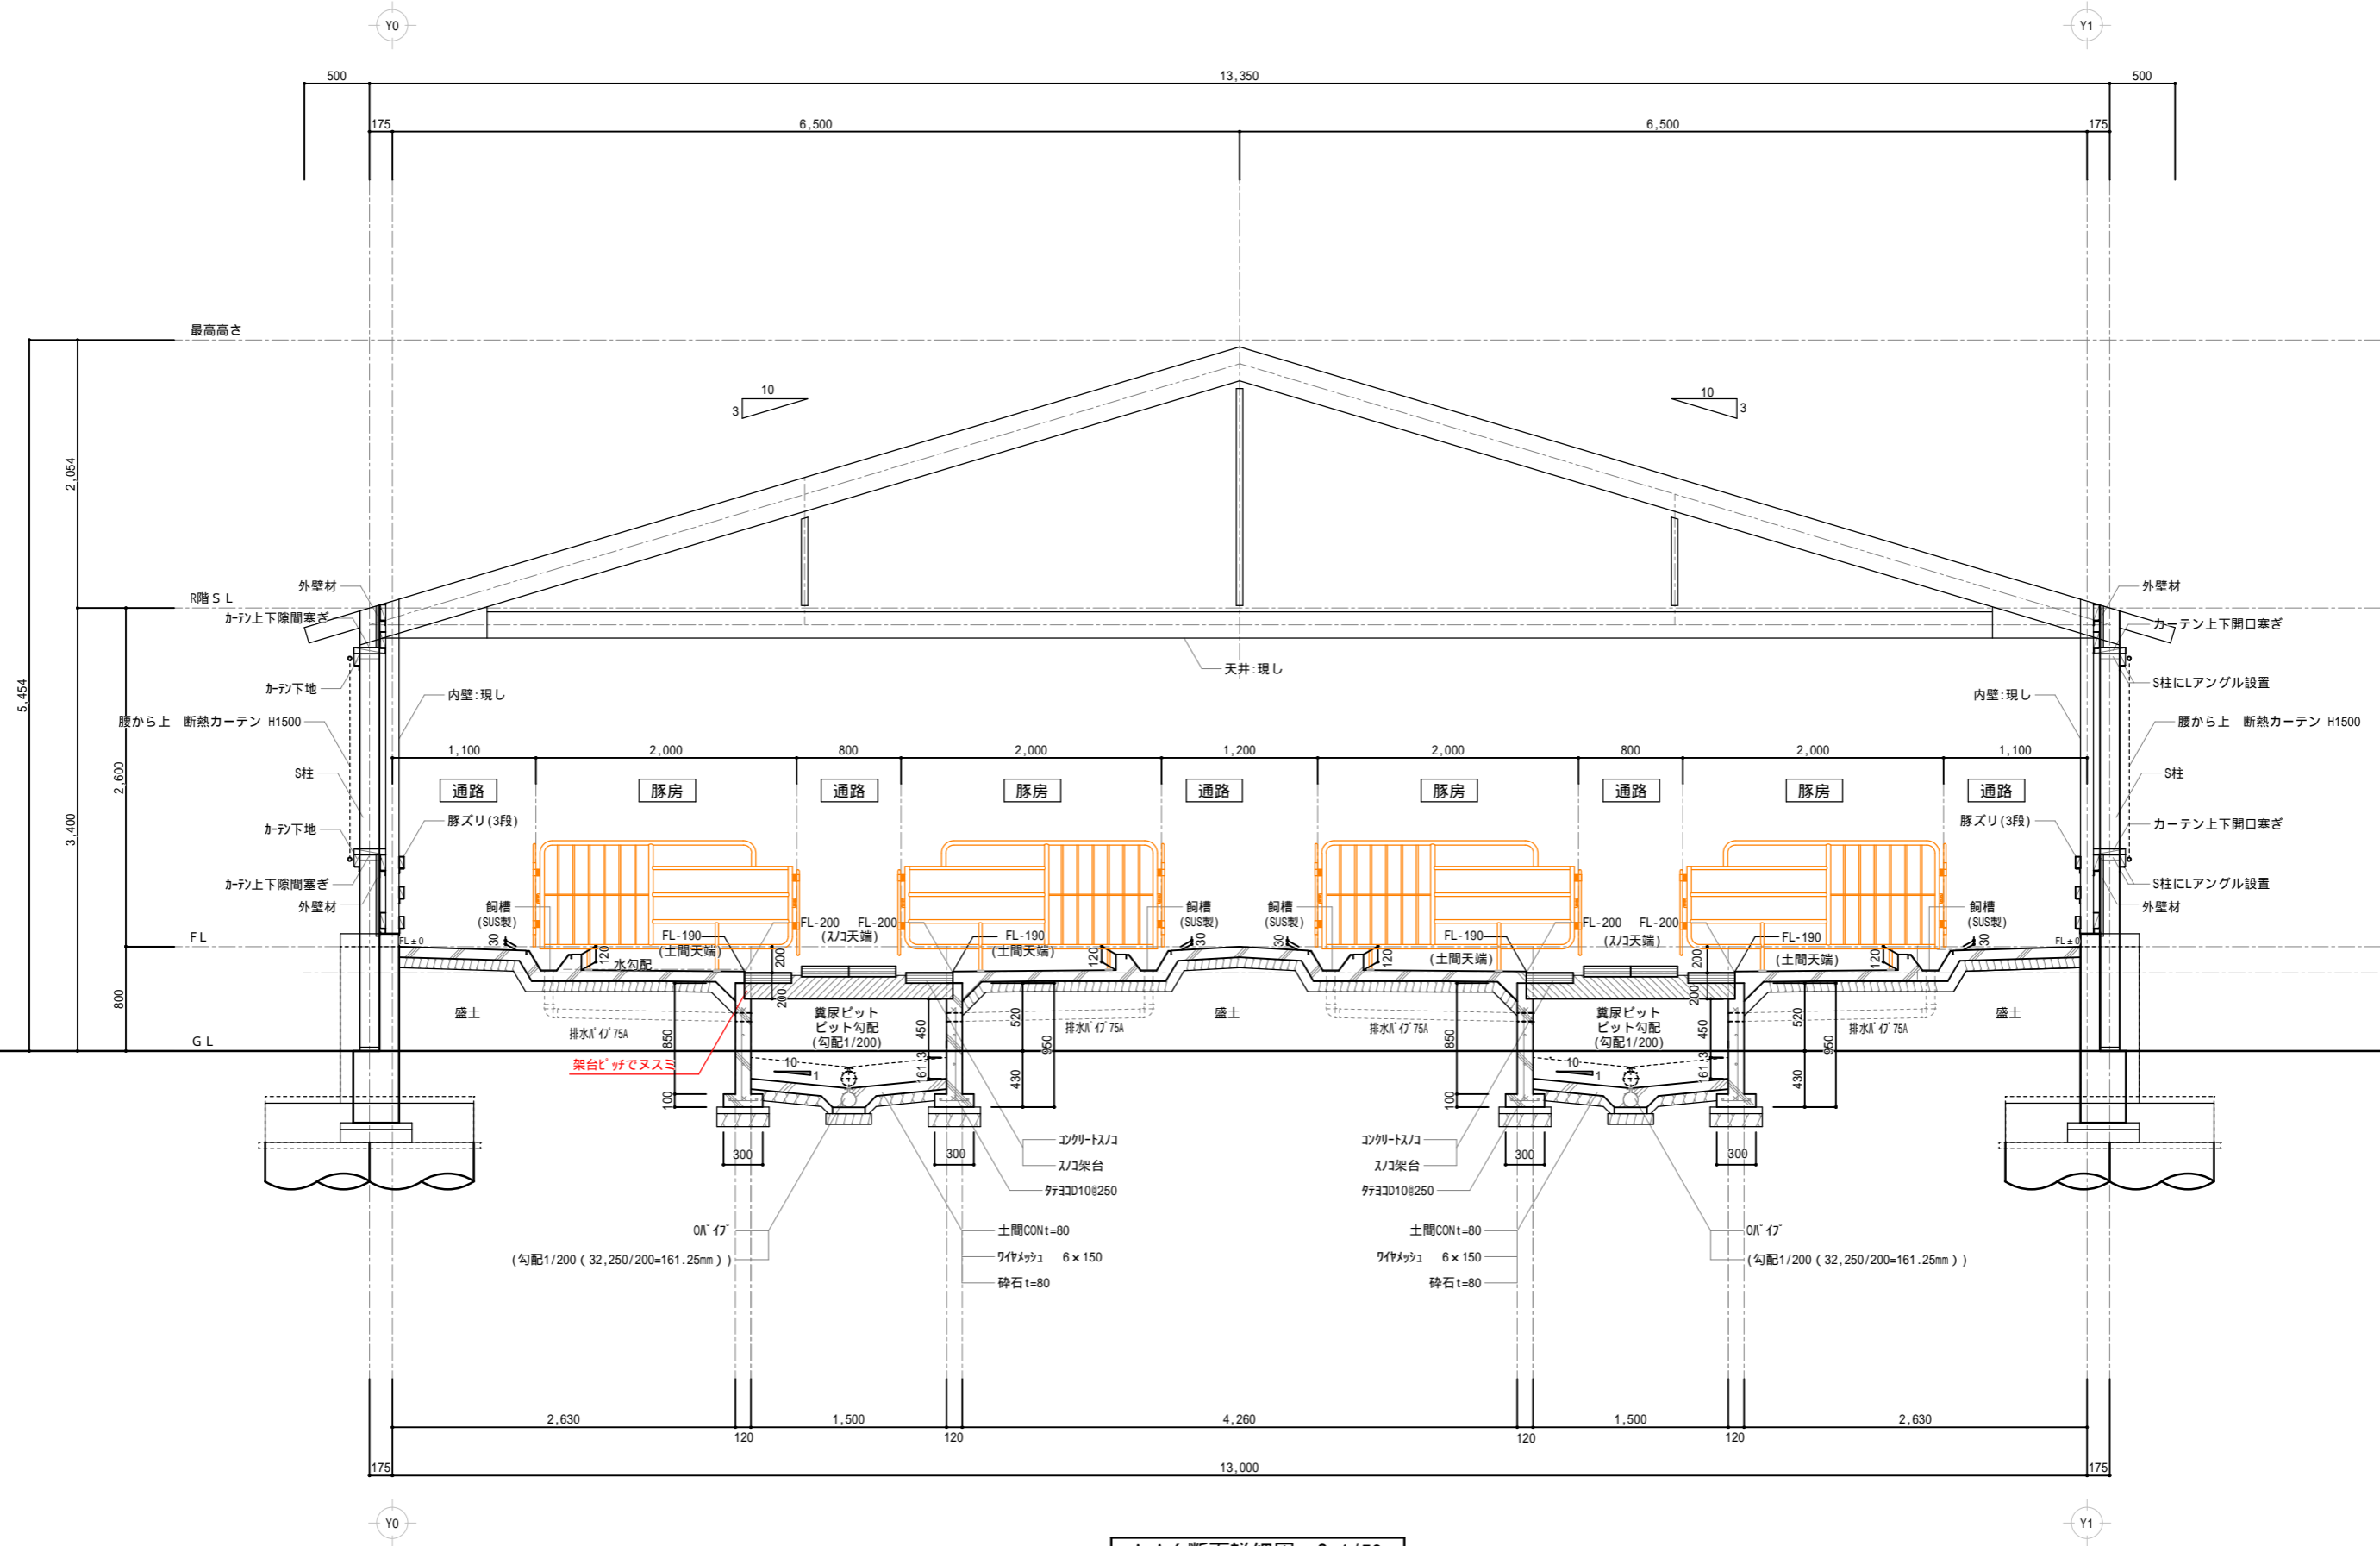 Y0
Y1
500
13,350
500
175
6,500
6,500
175
最高高さ
10
3
10
3
2,054
5,454
外壁材
R階ＳＬ
ｶｰﾃﾝ上下隙間塞ぎ
外壁材
カーテン上下開口塞ぎ
天井:現し
ｶｰﾃﾝ下地
内壁:現し
内壁:現し
S柱にLアングル設置
腰から上　断熱カーテン H1500
腰から上　断熱カーテン H1500
1,100
2,000
800
2,000
1,200
2,000
800
2,000
1,100
2,600
3,400
S柱
S柱
通路
豚房
通路
豚房
通路
豚房
通路
豚房
通路
ｶｰﾃﾝ下地
豚ズリ(3段)
豚ズリ(3段)
カーテン上下開口塞ぎ
ｶｰﾃﾝ上下隙間塞ぎ
S柱にLアングル設置
外壁材
外壁材
飼槽
(SUS製)
飼槽
(SUS製)
飼槽
(SUS製)
飼槽
(SUS製)
FL-200
FL-200
(ｽﾉｺ天端)
FL-200
FL-200
(ｽﾉｺ天端)
FL-190
(土間天端)
FL-190
(土間天端)
FL-190
(土間天端)
FL-190
(土間天端)
ＦＬ
FL±0
FL±0
30
30
30
30
120
120
120
120
水勾配
200
200
200
200
800
盛土
盛土
盛土
排水ﾊﾟｲﾌﾟ75A
排水ﾊﾟｲﾌﾟ75A
排水ﾊﾟｲﾌﾟ75A
排水ﾊﾟｲﾌﾟ75A
糞尿ピット
ピット勾配
(勾配1/200)
糞尿ピット
ピット勾配
(勾配1/200)
ＧＬ
850
450
520
950
850
450
520
950
架台ﾋﾟｯﾁでヌスミ
10
1
161.3
430
10
1
161.3
430
100
100
300
300
300
300
ｺﾝｸﾘｰﾄｽﾉｺ
ｽﾉｺ架台
ﾀﾃﾖｺD10@250
ｺﾝｸﾘｰﾄｽﾉｺ
ｽﾉｺ架台
ﾀﾃﾖｺD10@250
Oﾊﾟｲﾌﾟ
(勾配1/200（32,250/200=161.25mm）)
土間CONt=80
ﾜｲﾔﾒｯｼｭ　6×150
砕石t=80
土間CONt=80
ﾜｲﾔﾒｯｼｭ　6×150
砕石t=80
Oﾊﾟｲﾌﾟ
(勾配1/200（32,250/200=161.25mm）)
2,630
1,500
4,260
1,500
2,630
120
120
120
120
175
13,000
175
Y0
Y1